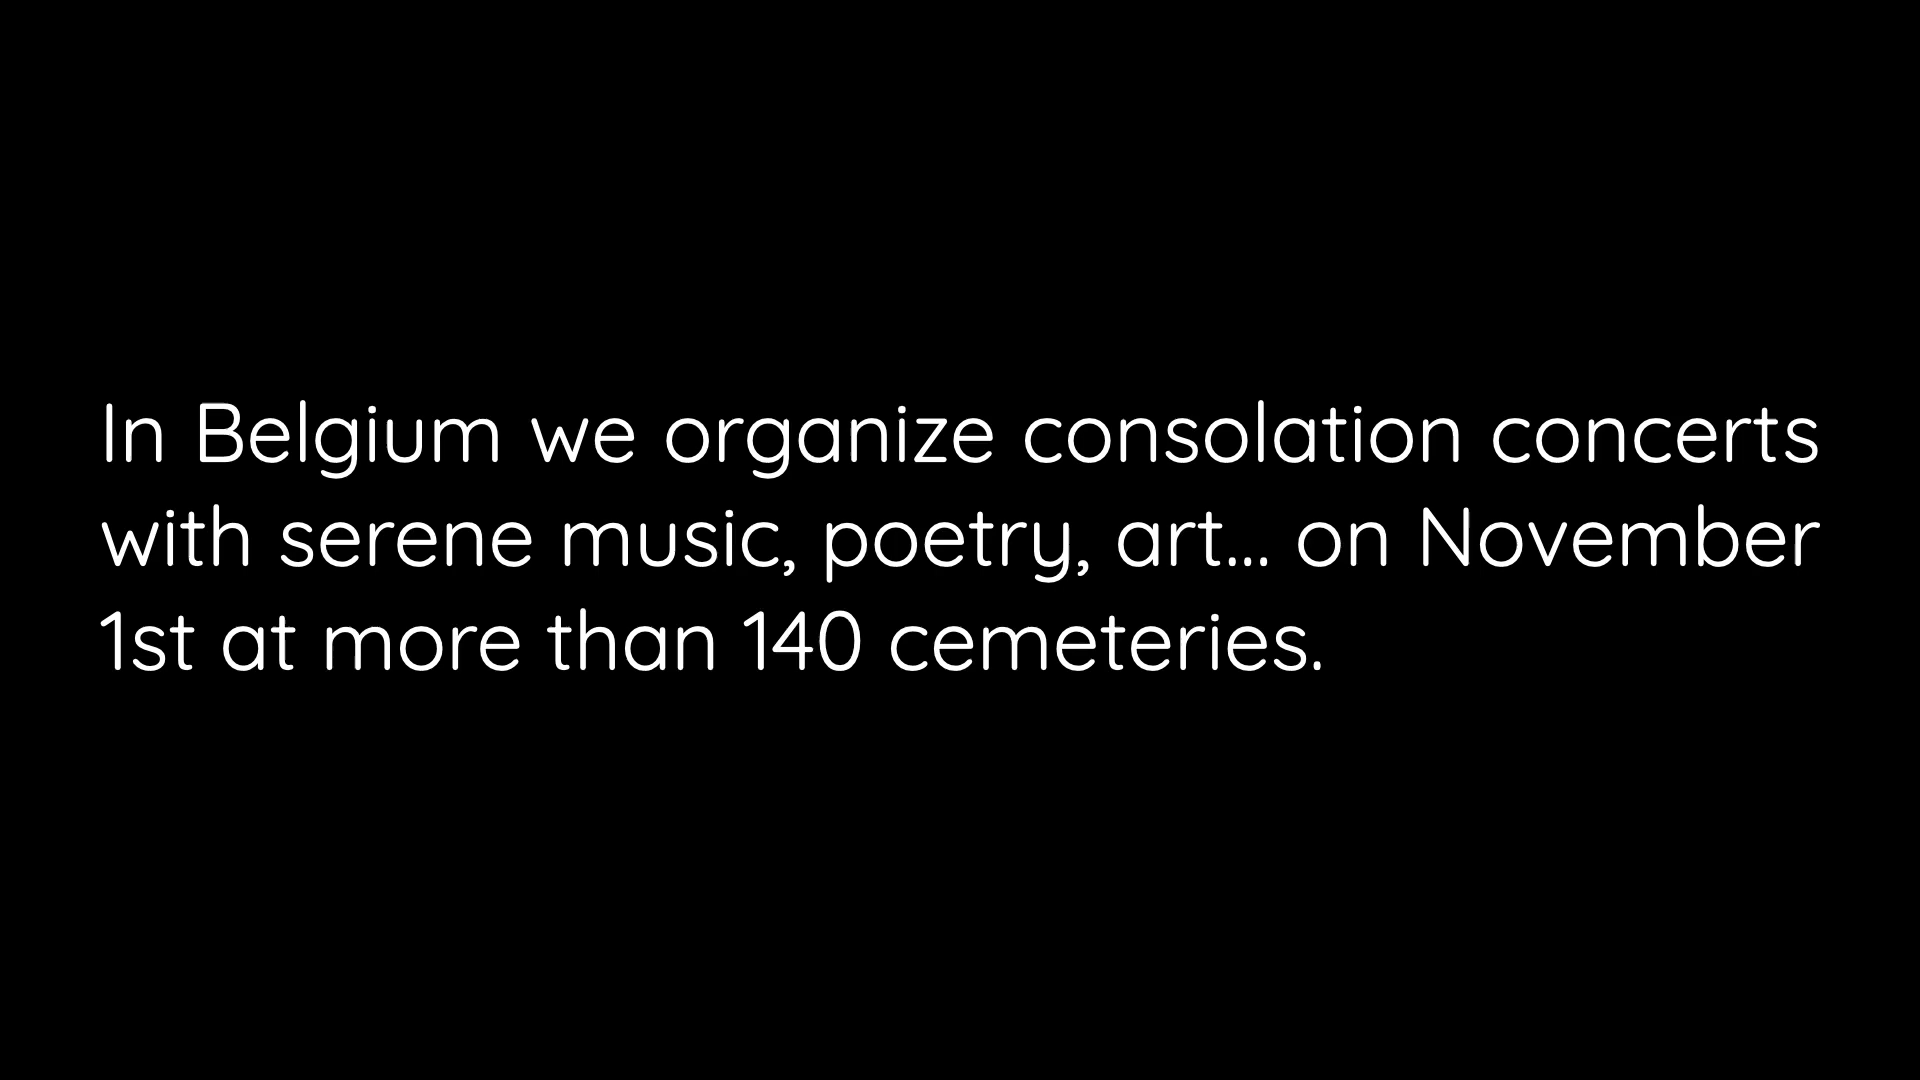 In Belgium we organize consolation concerts
with serene music, poetry, art... on November
1st at more than 140 cemeteries.